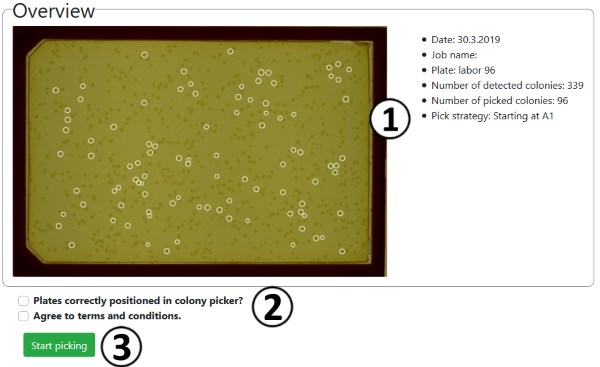 Overview
Date: 30.3.2019
Job name:
Plate: labor 96
Number of detected colonies: 339
Number of picked colonies: 96
Pick strategy: Starting at A1
1
Plates correctly positioned in colony picker?
Agree to terms and conditions.
2
Start picking
3